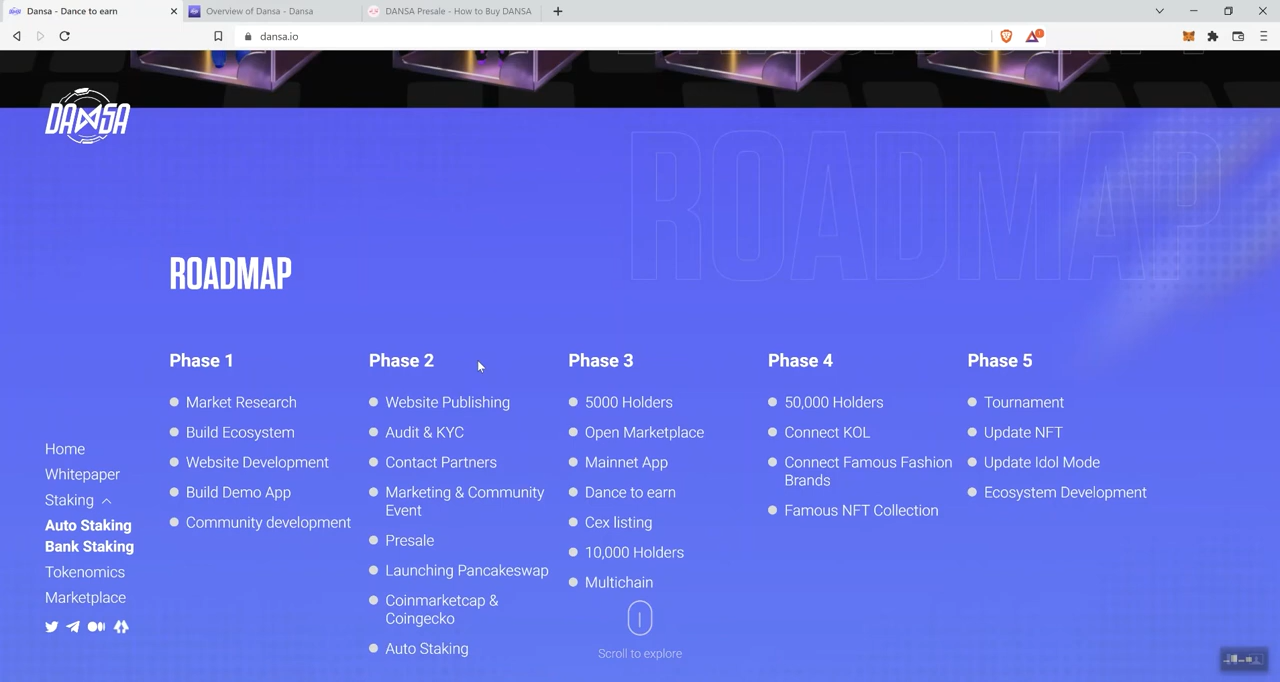 Dansa - Dance to earn
Overview of Dansa - Dansa
DANSA Presale - How to Buy DANSA
dansa.io
1
DANSA
ROADMAP
ROADMAP
Phase 1
Market Research
Build Ecosystem
Website Development
Build Demo App
Community development
Phase 2
Website Publishing
Audit & KYC
Contact Partners
Marketing & Community
Event
Presale
Launching Pancakeswap
Coinmarketcap &
Coingecko
Auto Staking
Phase 3
5000 Holders
Open Marketplace
Mainnet App
Dance to earn
Cex listing
10,000 Holders
Multichain
Phase 4
50,000 Holders
Connect KOL
Connect Famous Fashion
Brands
Famous NFT Collection
Phase 5
Tournament
Update NFT
Update Idol Mode
Ecosystem Development
Home
Whitepaper
Staking
Auto Staking
Bank Staking
Tokenomics
Marketplace
Scroll to explore